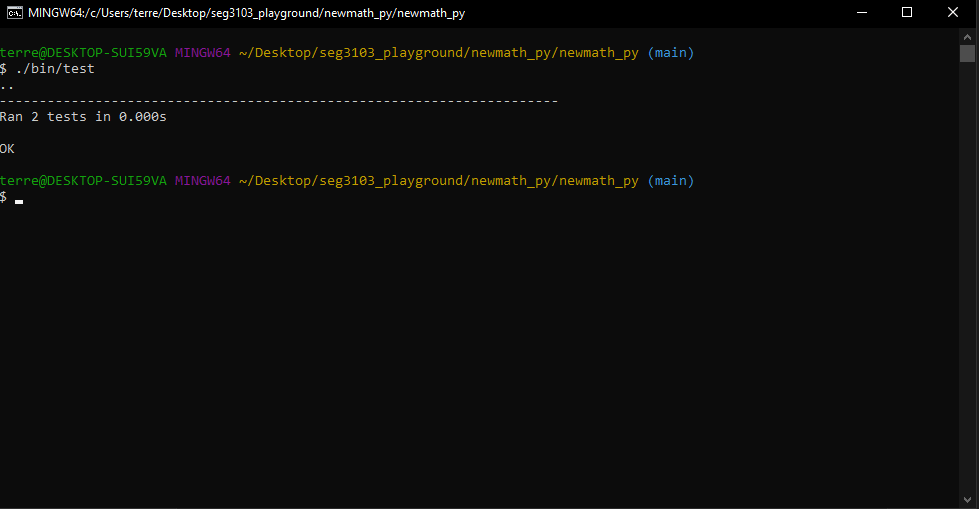 MINGW64:/c/Users/terre/Desktop/seg3103_playground/newmath_py/newmath_py
terre@DESKTOP-SUI59VA MINGW64 ~/Desktop/seg3103_playground/newmath_py/newmath_py (main)
$ ./bin/test
..
----------------------------------------------------------------------
Ran 2 tests in 0.000s
OK
terre@DESKTOP-SUI59VA MINGW64 ~/Desktop/seg3103_playground/newmath_py/newmath_py (main)
$